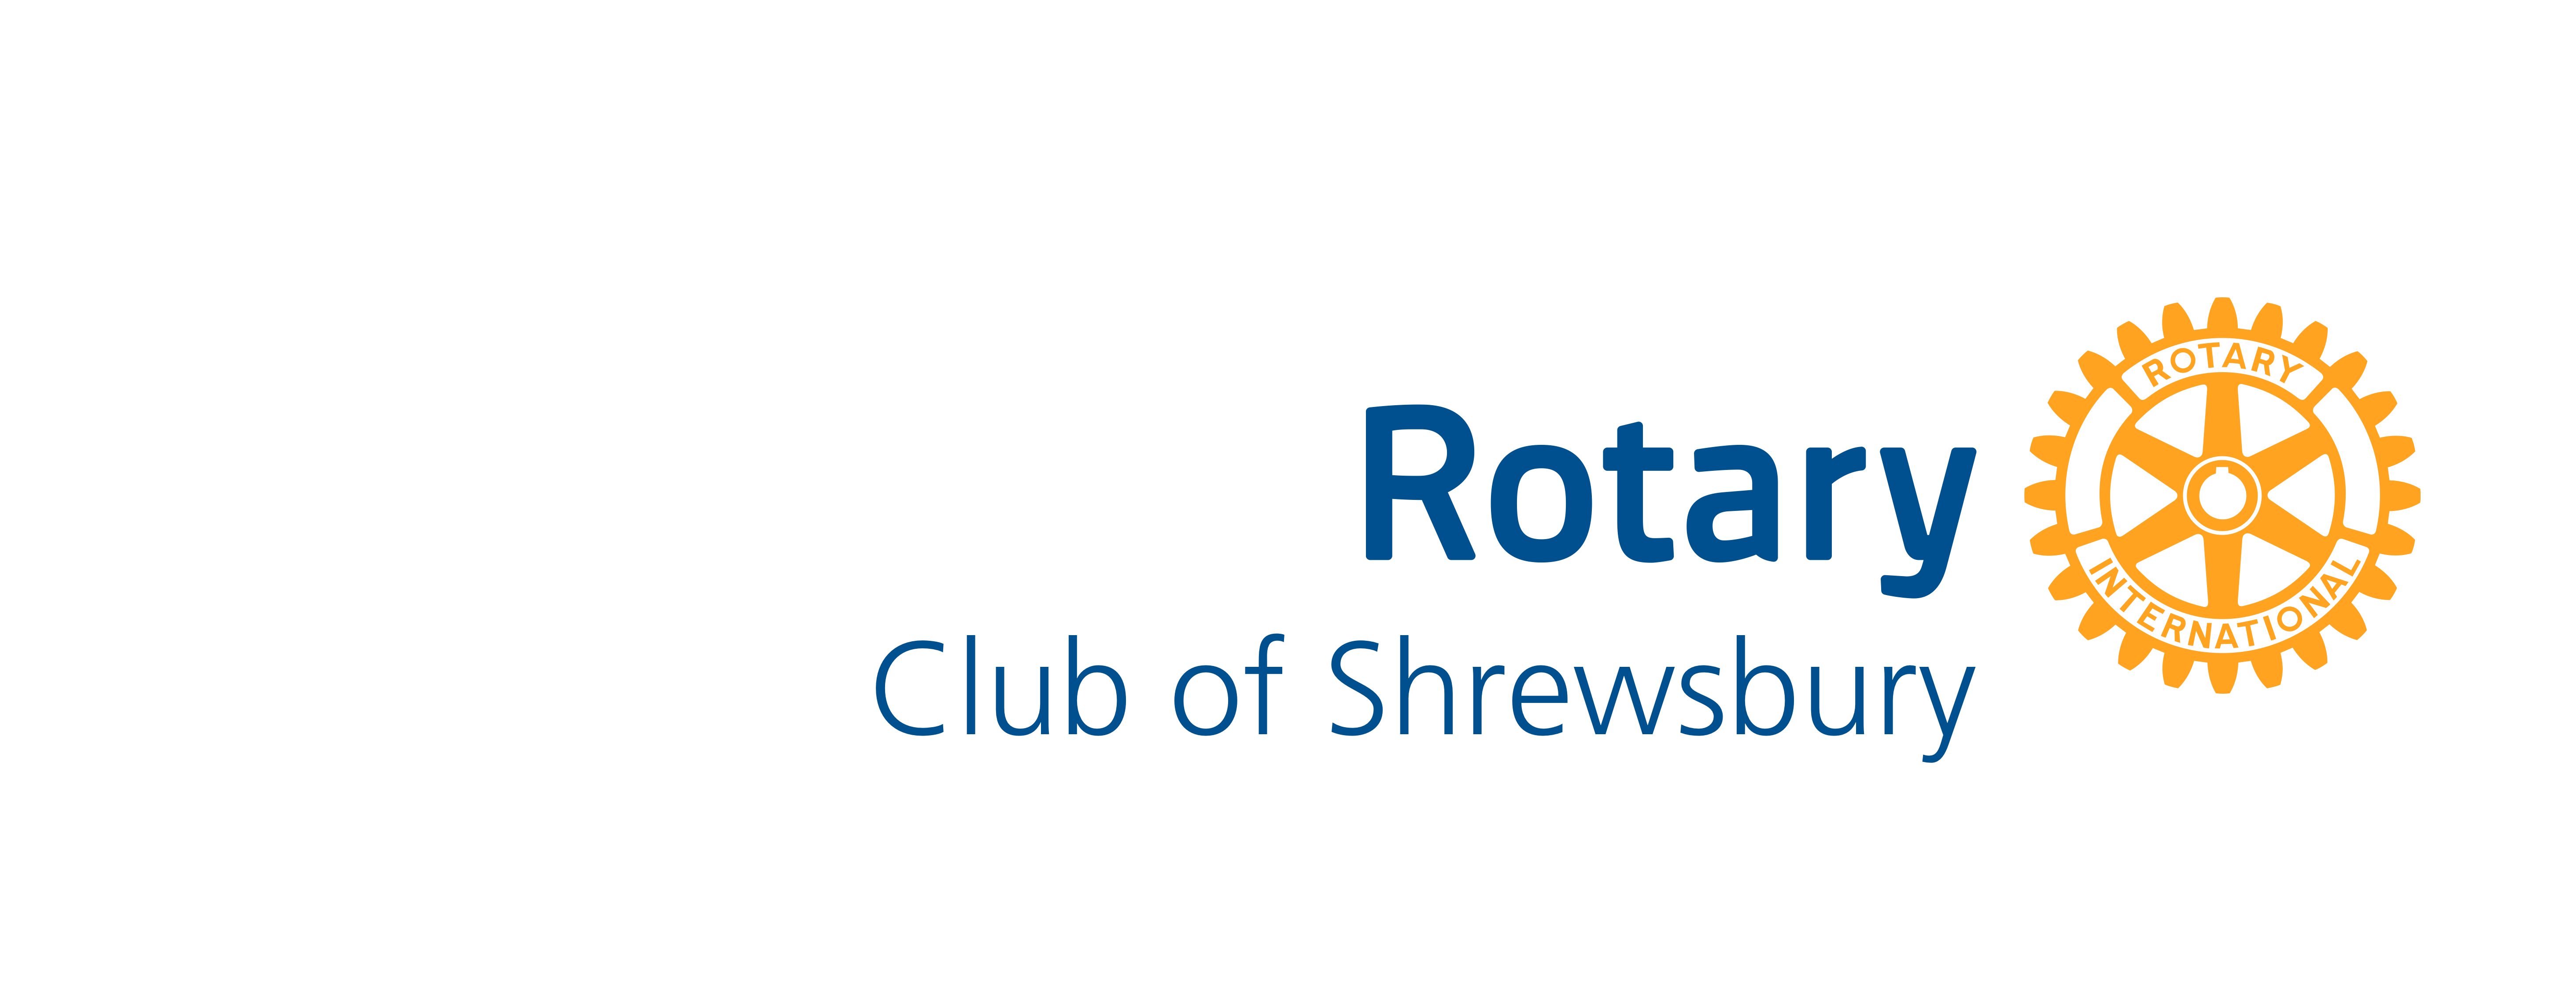 Rotary
Club of Shrewsbury
ROTARY
INTERNATIONAL